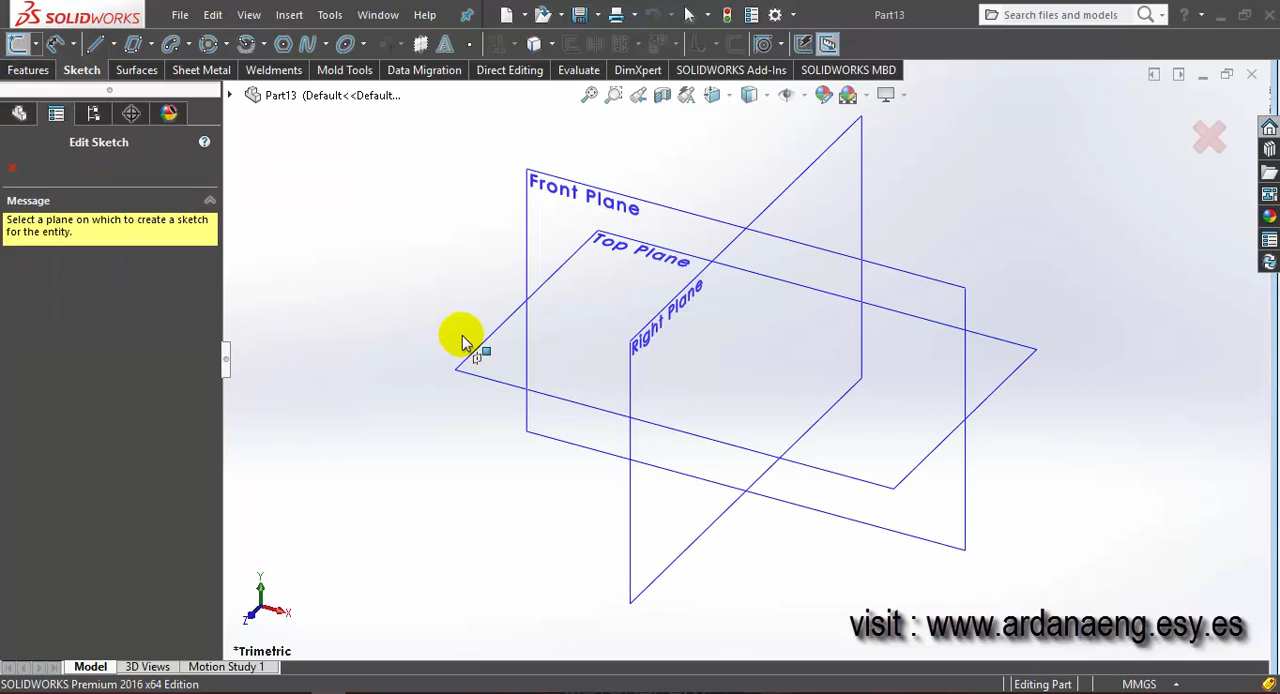 SOLIDWORKS File Edit View Insert Tools Window Help Part13 Search files and models ?
Features Sketch Surfaces Sheet Metal Weldments Mold Tools Data Migration Direct Editing Evaluate DimXpert SOLIDWORKS Add-Ins SOLIDWORKS MBD
Part13 (Default<<Default...
Edit Sketch ?
Message
Select a plane on which to create a sketch
for the entity.
Front Plane
Top Plane
Right Plane
Y
X
Z
*Trimetric
visit : www.ardanaeng.esy.es
Model 3D Views Motion Study 1
SOLIDWORKS Premium 2016 x64 Edition Editing Part MMGS